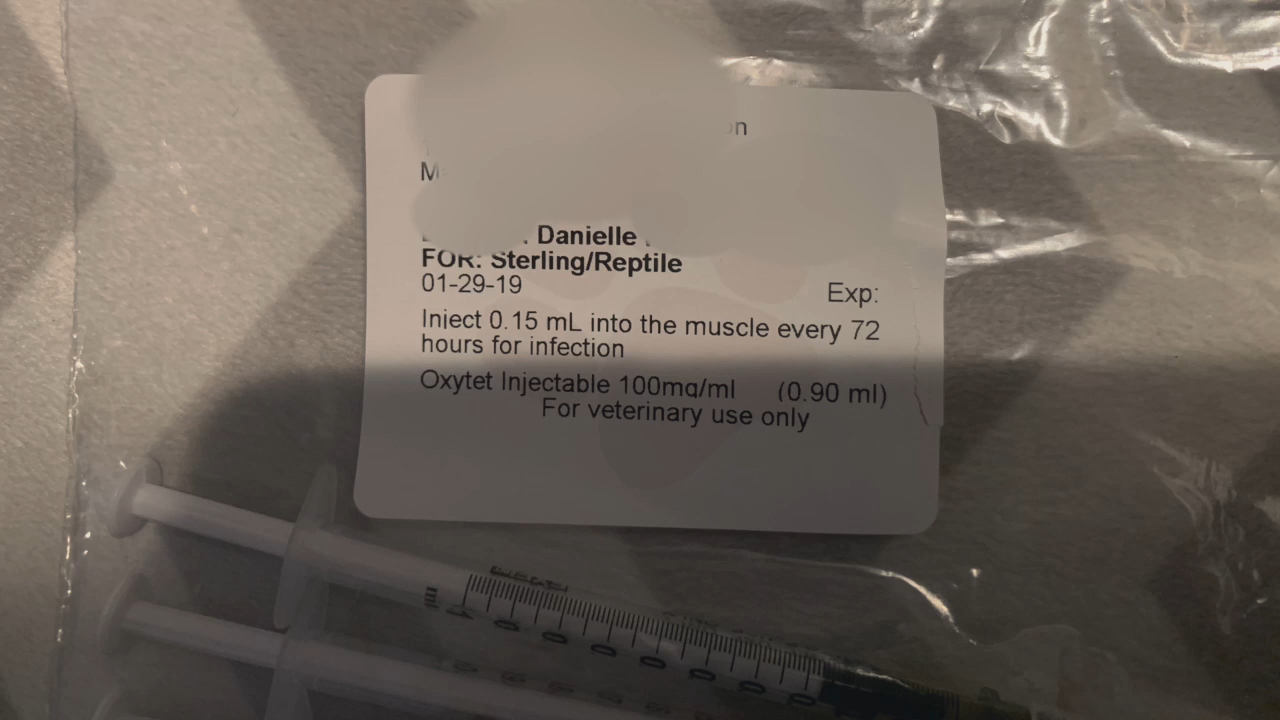 Danielle
FOR: Sterling/Reptile
01-29-19
Exp:
Inject 0.15 mL into the muscle every 72
hours for infection
Oxytet Injectable 100mg/ml (0.90 ml)
For veterinary use only
ml